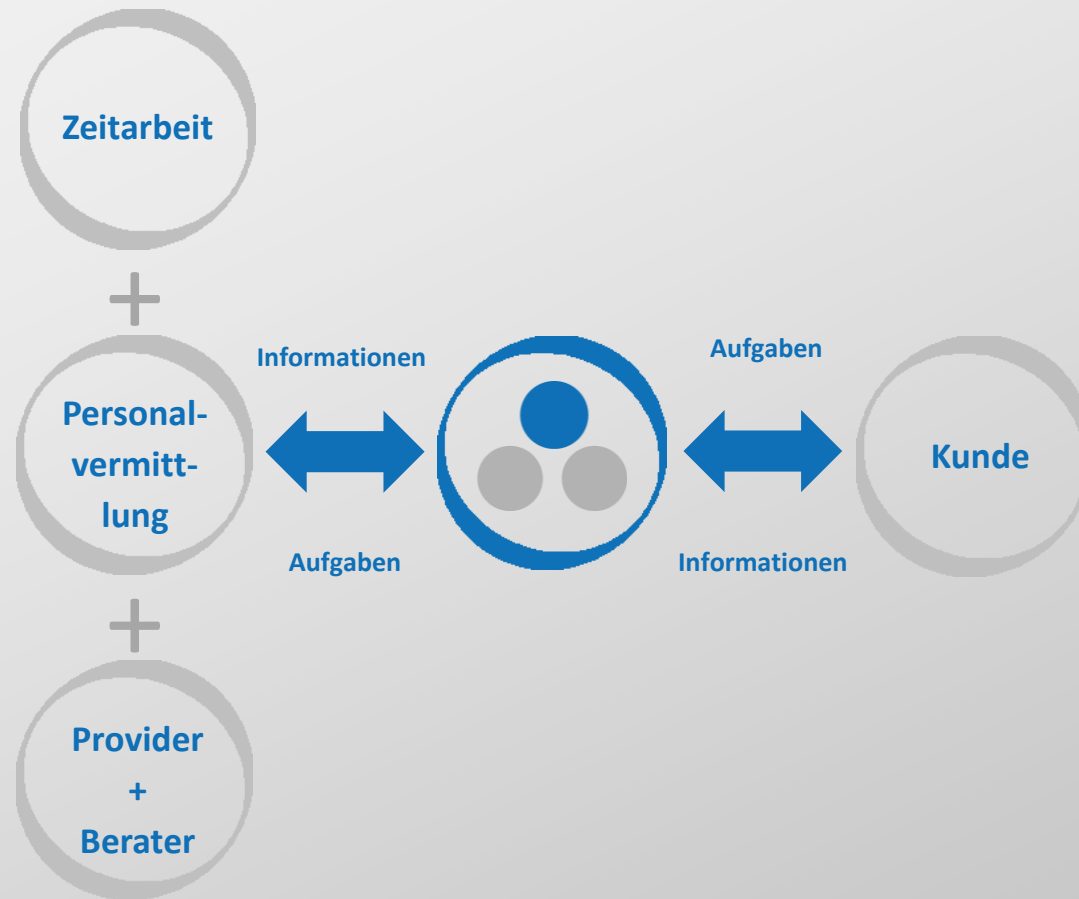 Zeitarbeit
+
Personal-
vermitt-
lung
+
Provider
+
Berater
Informationen
Aufgaben
Aufgaben
Informationen
Kunde